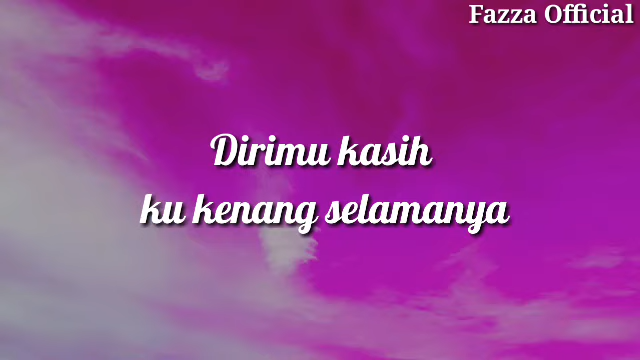 Fazza Official
Dirimu kasih
ku kenang selamanya